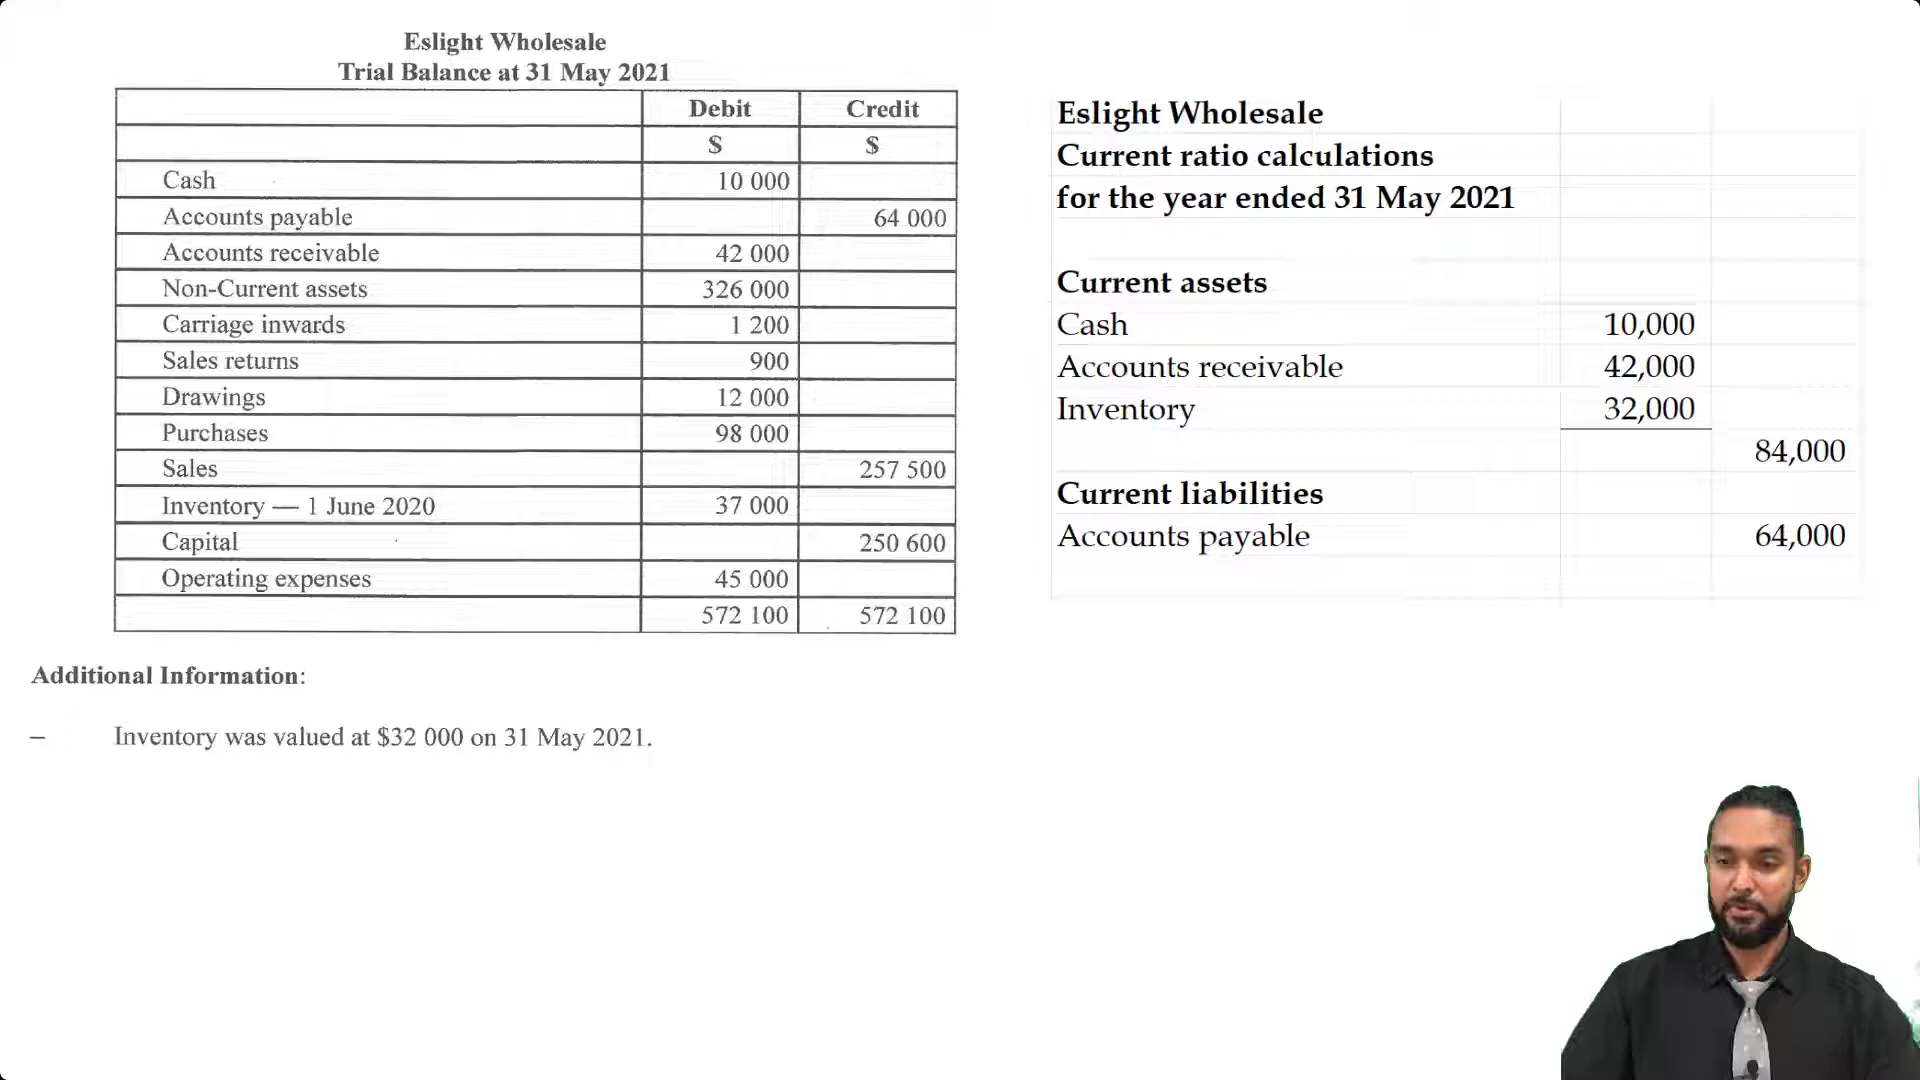 Eslight Wholesale
Trial Balance at 31 May 2021
Debit Credit
$ $
Cash 10 000
Accounts payable 64 000
Accounts receivable 42 000
Non-Current assets 326 000
Carriage inwards 1 200
Sales returns 900
Drawings 12 000
Purchases 98 000
Sales 257 500
Inventory — 1 June 2020 37 000
Capital 250 600
Operating expenses 45 000
572 100 572 100
Additional Information:
– Inventory was valued at $32 000 on 31 May 2021.
Eslight Wholesale
Current ratio calculations
for the year ended 31 May 2021
Current assets
Cash 10,000
Accounts receivable 42,000
Inventory 32,000
84,000
Current liabilities
Accounts payable 64,000